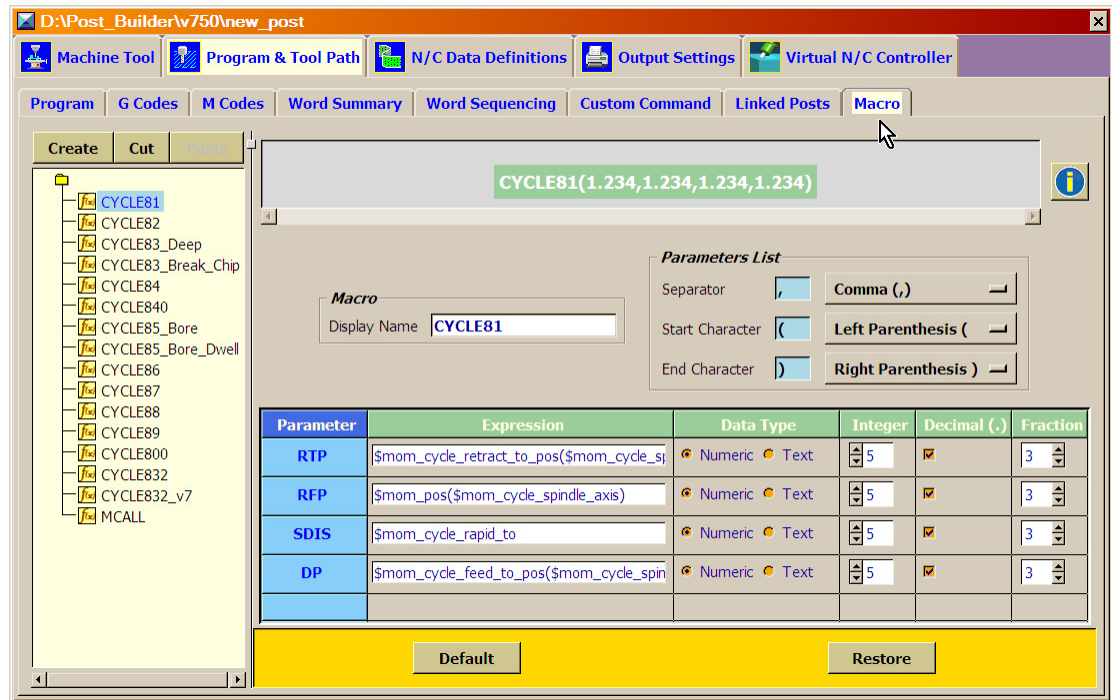 D:\Post_Builder\v750\new_post
Machine Tool Program & Tool Path N/C Data Definitions Output Settings Virtual N/C Controller
Program G Codes M Codes Word Summary Word Sequencing Custom Command Linked Posts Macro
Create Cut Paste
CYCLE81
CYCLE82
CYCLE83_Deep
CYCLE83_Break_Chip
CYCLE84
CYCLE840
CYCLE85_Bore
CYCLE85_Bore_Dwell
CYCLE86
CYCLE87
CYCLE88
CYCLE89
CYCLE800
CYCLE832
CYCLE832_v7
MCALL
CYCLE81(1.234,1.234,1.234,1.234)
Macro
Display Name CYCLE81
Parameters List
Separator , Comma (,)
Start Character ( Left Parenthesis (
End Character ) Right Parenthesis )
Parameter Expression Data Type Integer Decimal (.) Fraction
RTP $mom_cycle_retract_to_pos($mom_cycle_sp Numeric Text 5 3
RFP $mom_pos($mom_cycle_spindle_axis) Numeric Text 5 3
SDIS $mom_cycle_rapid_to Numeric Text 5 3
DP $mom_cycle_feed_to_pos($mom_cycle_spin Numeric Text 5 3
Default Restore